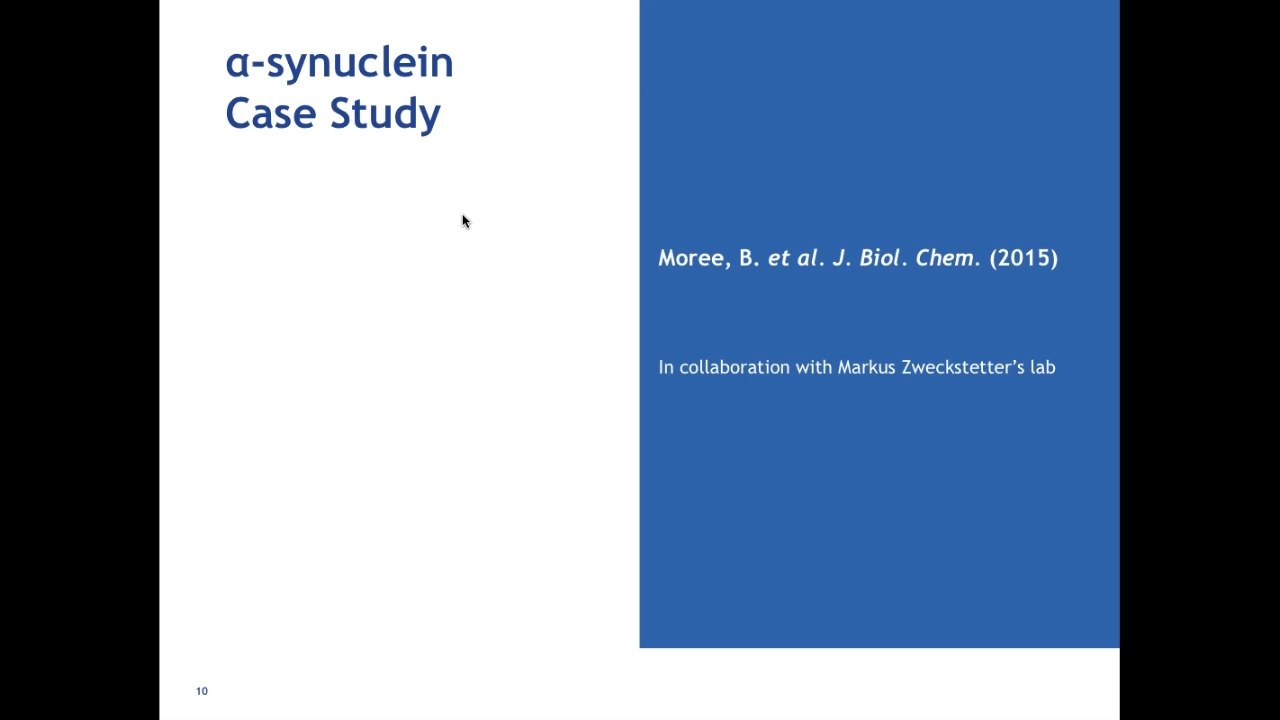 α-synuclein
Case Study
Moree, B. et al. J. Biol. Chem. (2015)
In collaboration with Markus Zweckstetter’s lab
10